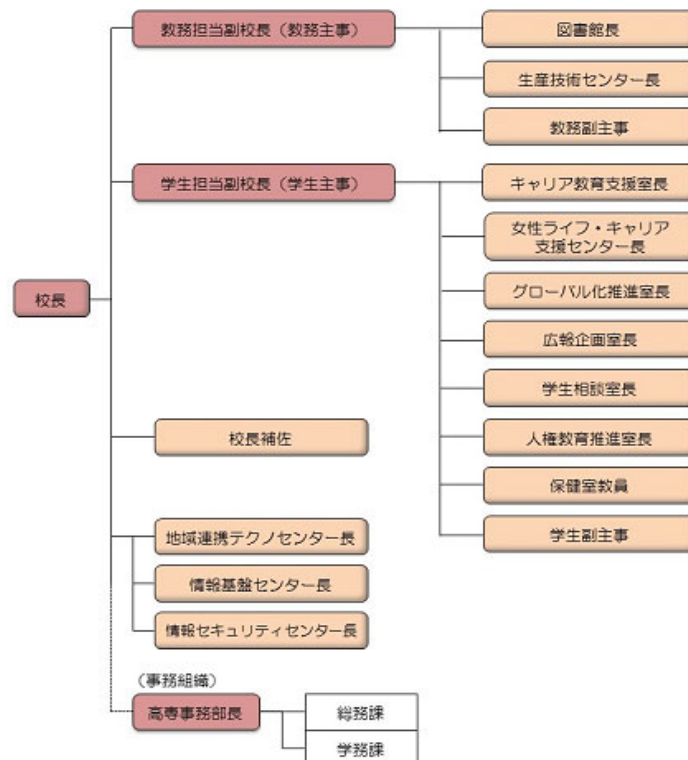 教務担当副校長（教務主事）
図書館長
生産技術センター長
教務副主事
学生担当副校長（学生主事）
キャリア教育支援室長
女性ライフ・キャリア
支援センター長
グローバル化推進室長
広報企画室長
学生相談室長
人権教育推進室長
保健室教員
学生副主事
校長
校長補佐
地域連携テクノセンター長
情報基盤センター長
情報セキュリティセンター長
（事務組織）
高専事務部長
総務課
学務課